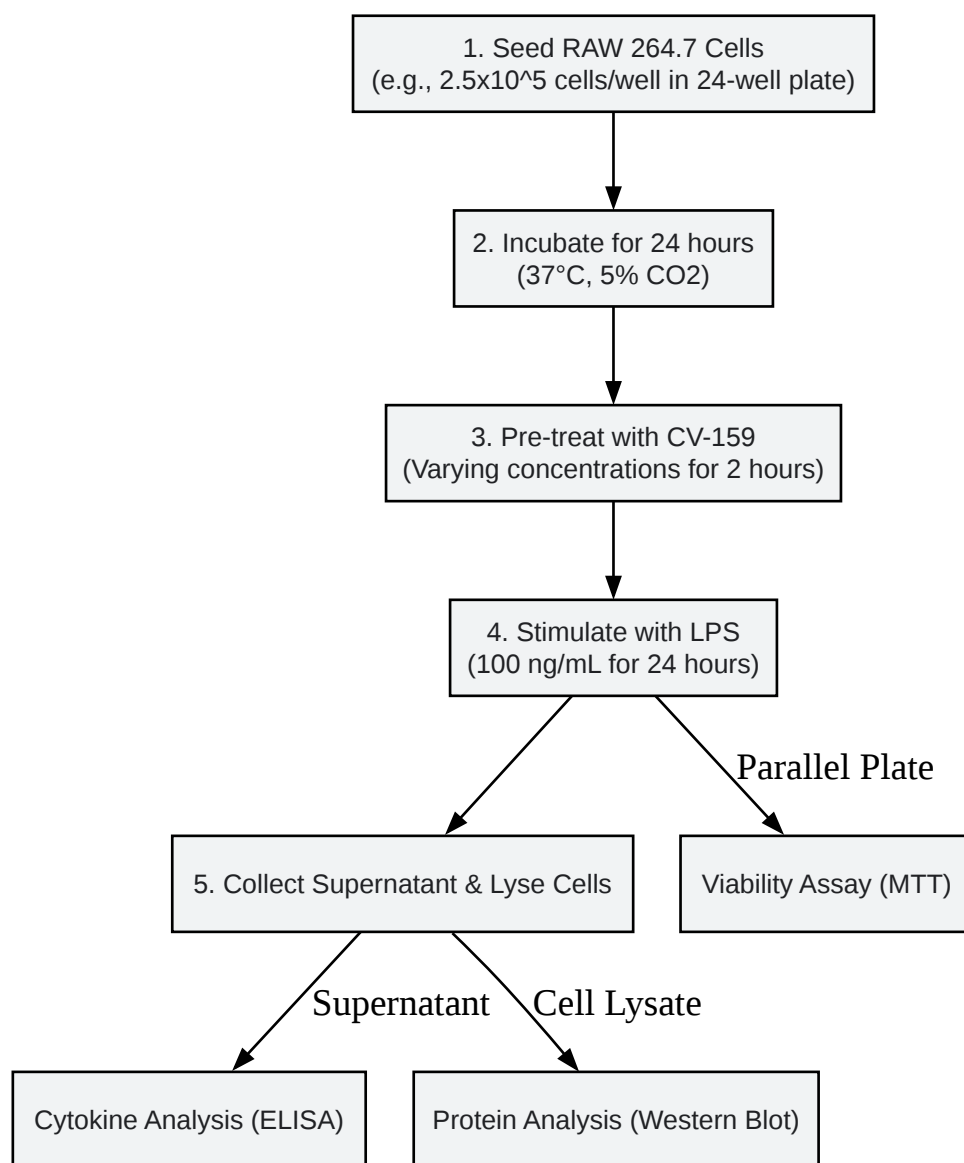 1. Seed RAW 264.7 Cells
(e.g., 2.5x10^5 cells/well in 24-well plate)
2. Incubate for 24 hours
(37°C, 5% CO2)
3. Pre-treat with CV-159
(Varying concentrations for 2 hours)
4. Stimulate with LPS
(100 ng/mL for 24 hours)
Parallel Plate
5. Collect Supernatant & Lyse Cells
Viability Assay (MTT)
Supernatant
Cell Lysate
Cytokine Analysis (ELISA)
Protein Analysis (Western Blot)